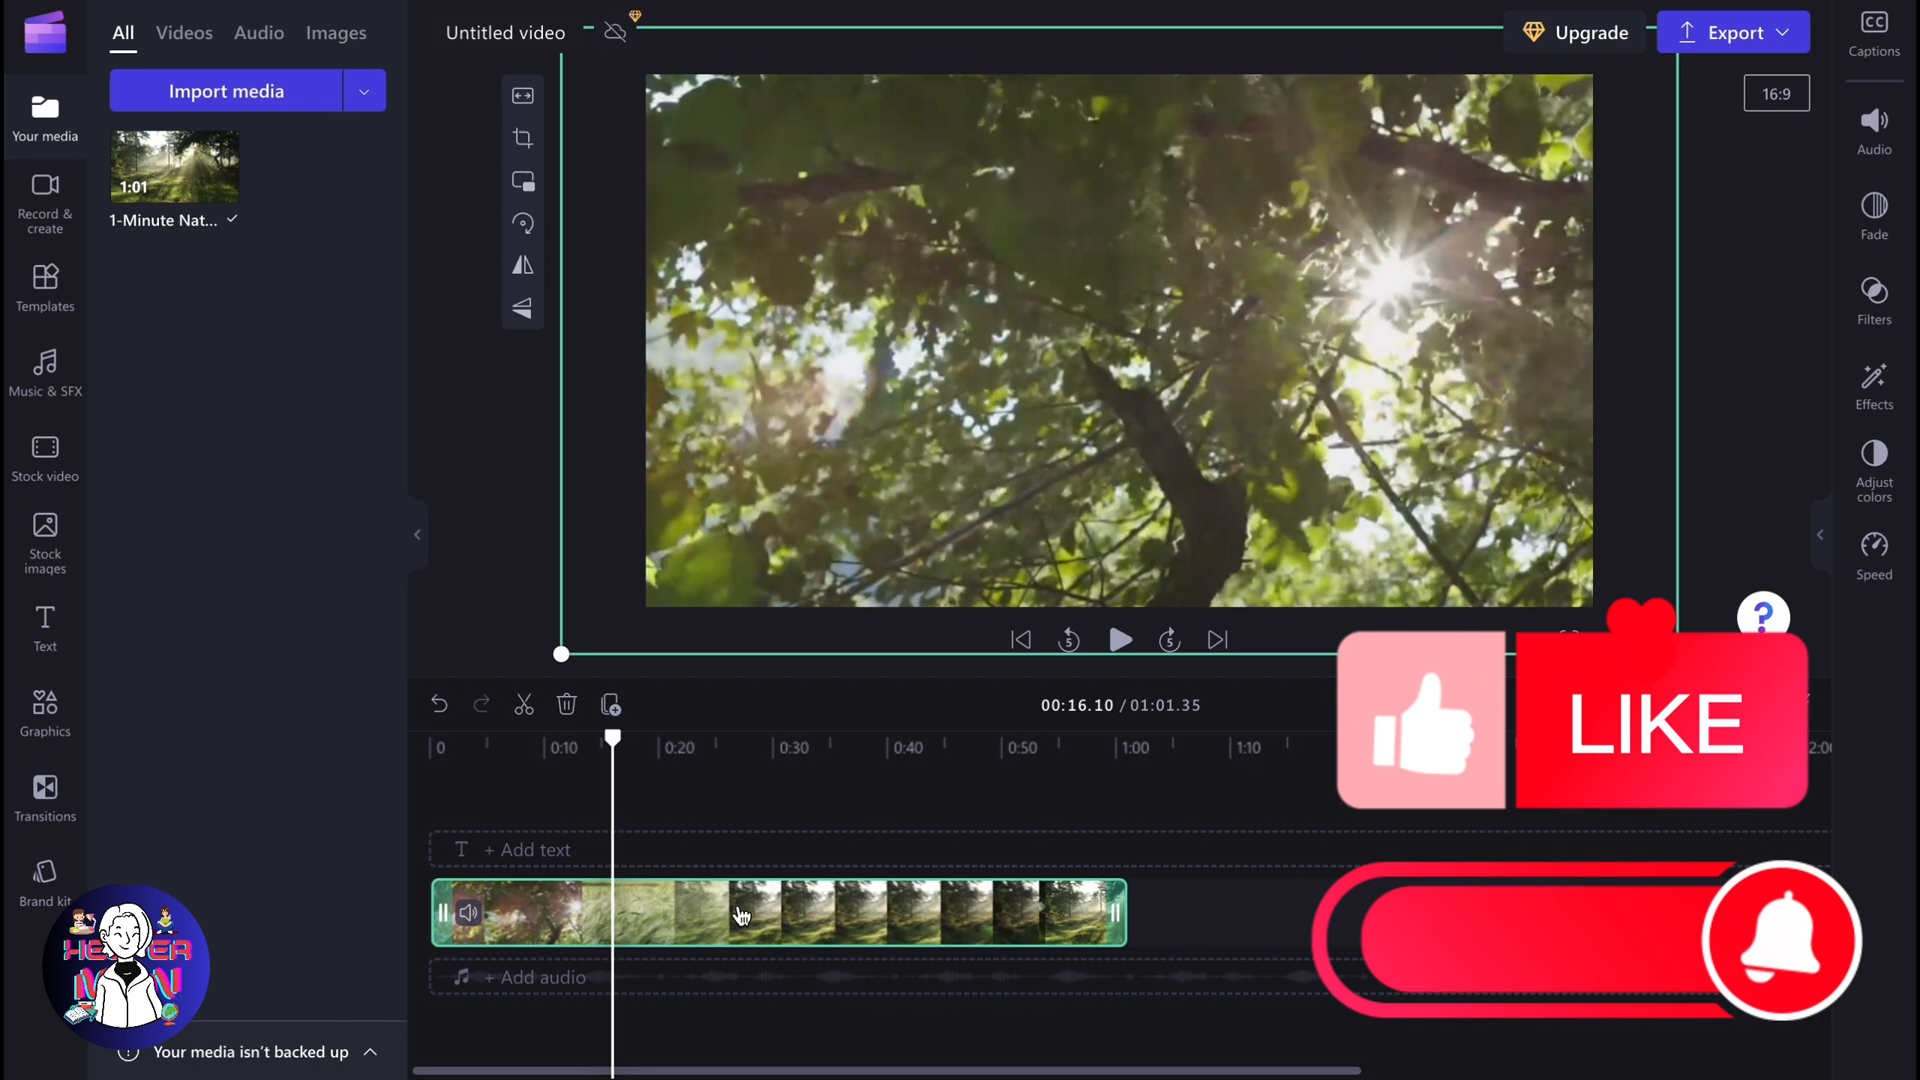 All Videos Audio Images
Untitled video
Upgrade
Export
CC
Captions
Import media
16:9
Your media
1:01
1-Minute Nat...
Audio
Record &
create
Fade
Templates
Filters
Music & SFX
Effects
Stock video
Adjust
colors
Stock
images
Speed
Text
?
5
5
LIKE
Graphics
00:16.10 / 01:01.35
0 0:10 0:20 0:30 0:40 0:50 1:00 1:10
Transitions
T + Add text
Brand kit
+ Add audio
Your media isn't backed up